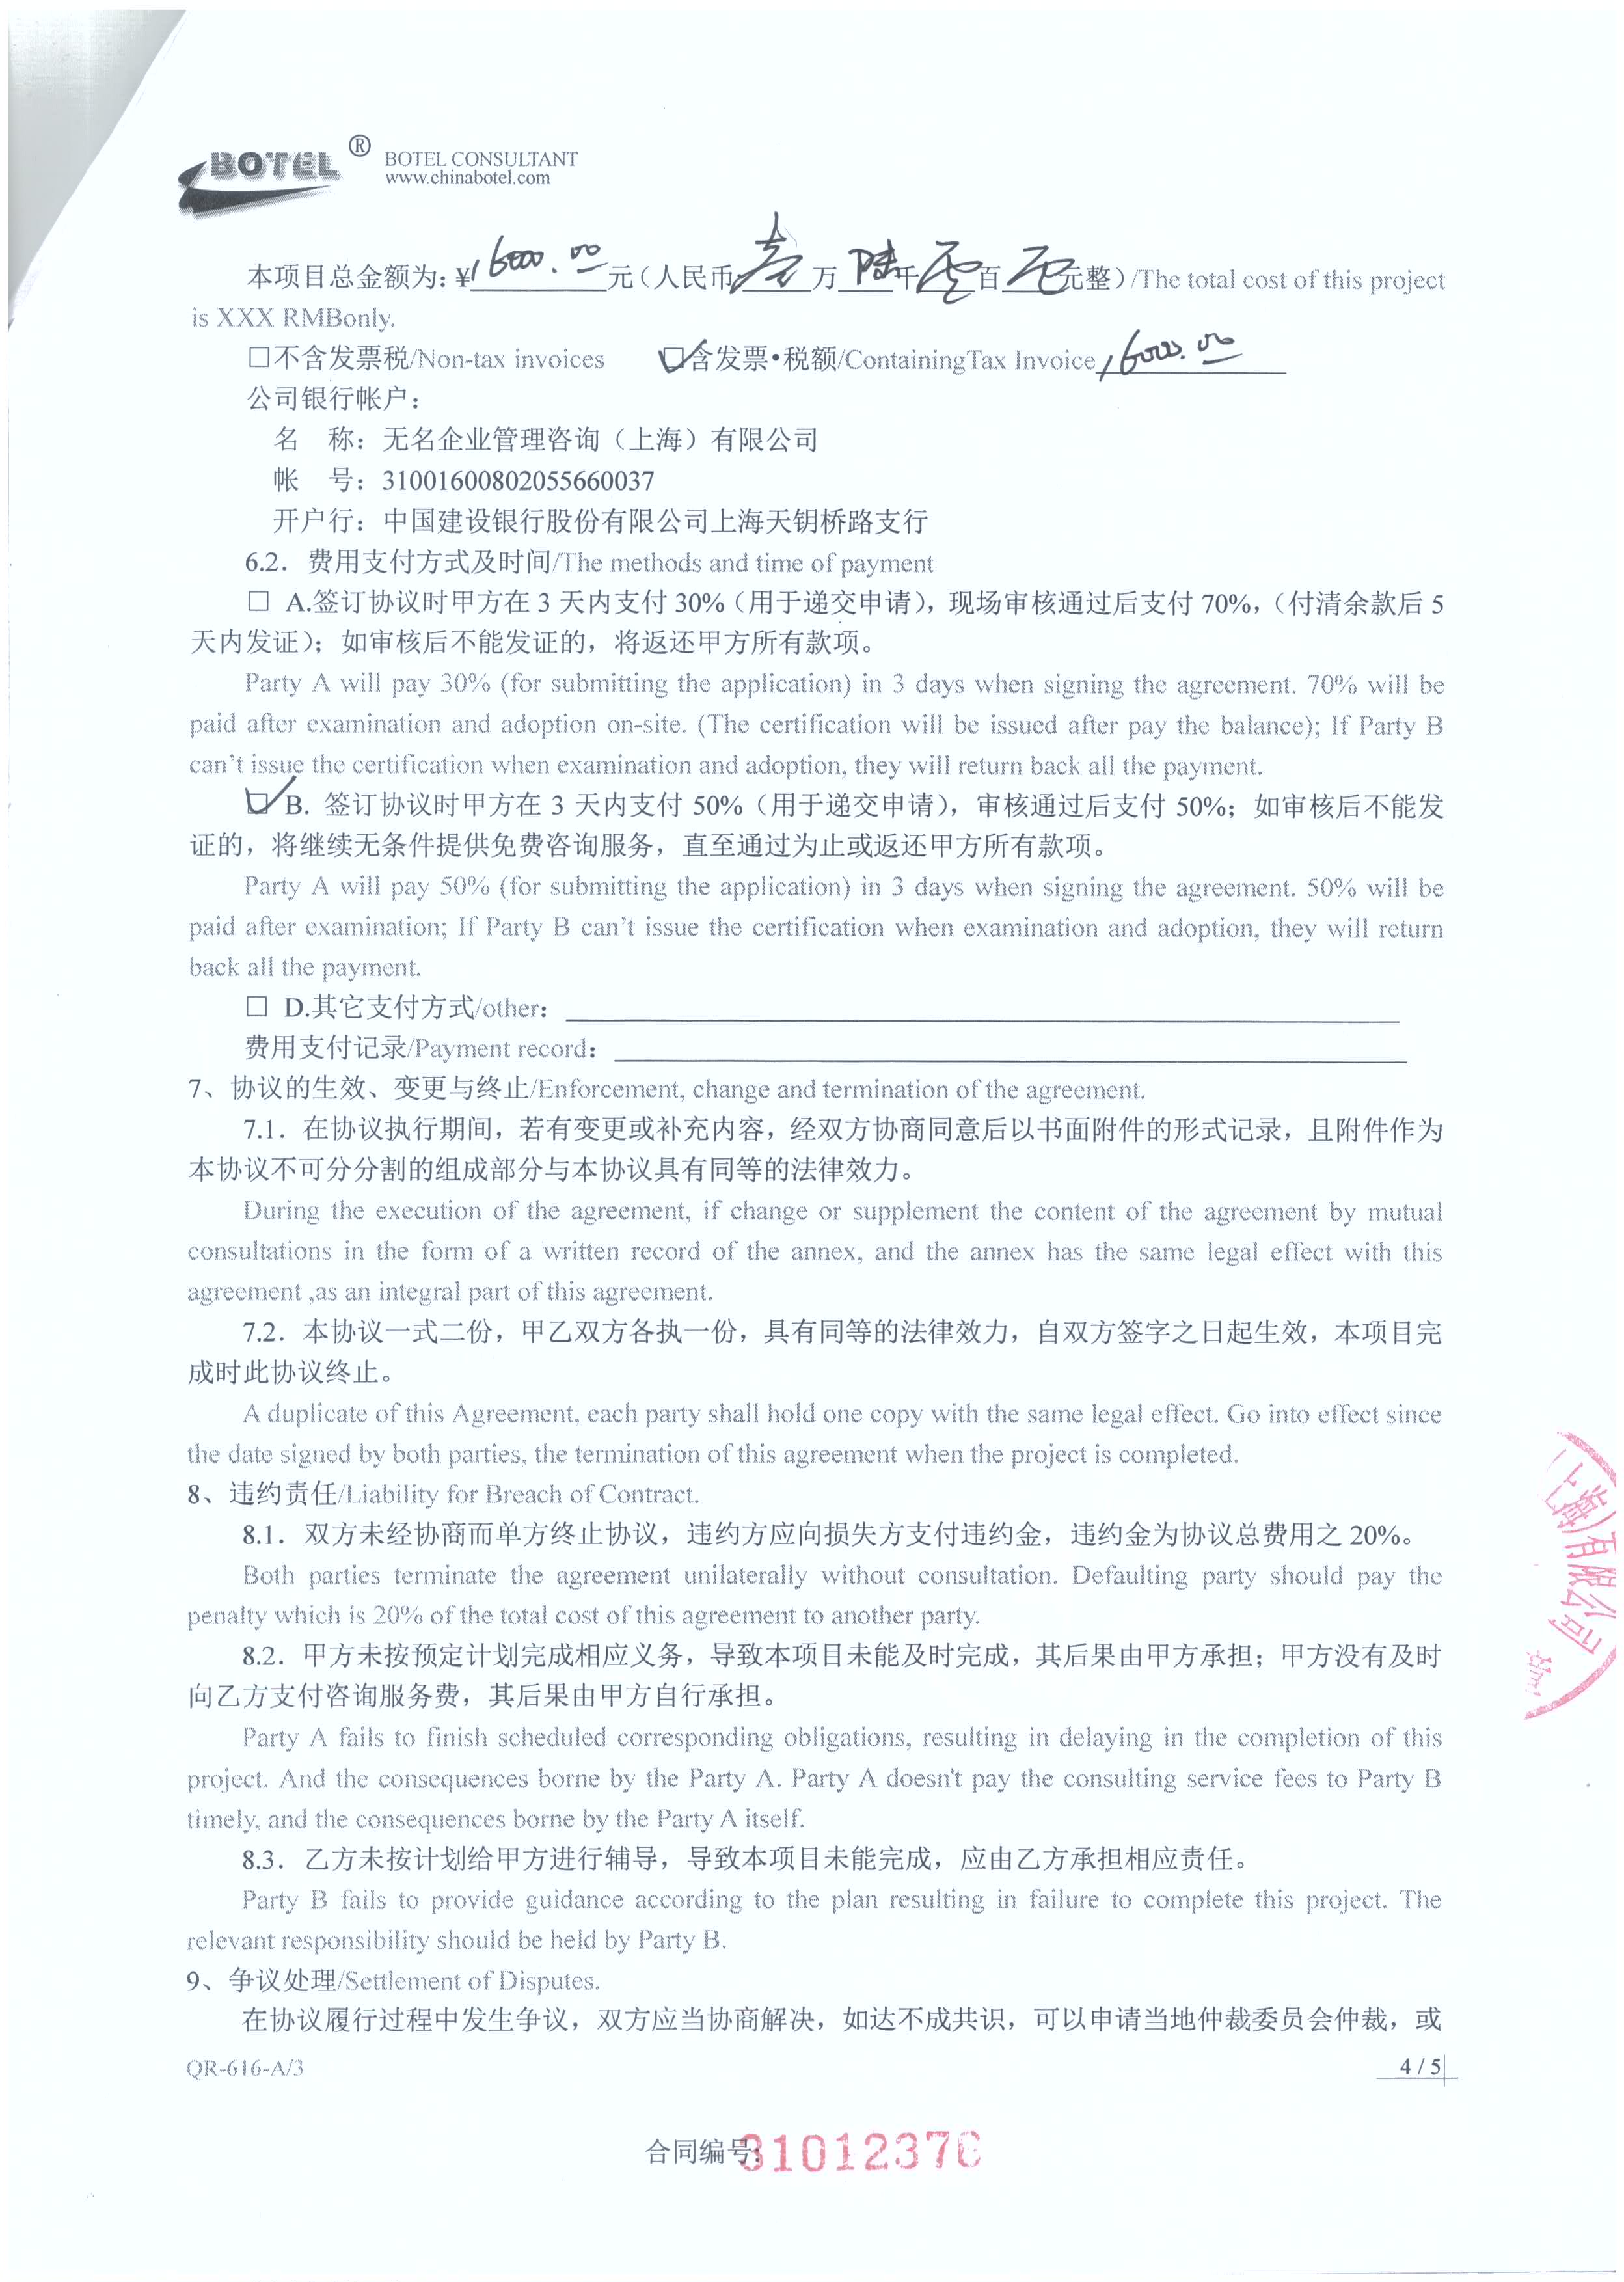 BOTEL ® BOTEL CONSULTANT
www.chinabotel.com
本项目总金额为：¥16000.00元（人民币壹万陆千零百元整）/The total cost of this project
is XXX RMBonly.
□不含发票税/Non-tax invoices ☑含发票•税额/ContainingTax Invoice 16000.00
公司银行帐户：
名 称：无名企业管理咨询（上海）有限公司
帐 号：31001600802055660037
开户行：中国建设银行股份有限公司上海天钥桥路支行
6.2．费用支付方式及时间/The methods and time of payment
□ A.签订协议时甲方在 3 天内支付 30%（用于递交申请），现场审核通过后支付 70%，（付清余款后 5
天内发证）；如审核后不能发证的，将返还甲方所有款项。
Party A will pay 30% (for submitting the application) in 3 days when signing the agreement. 70% will be
paid after examination and adoption on-site. (The certification will be issued after pay the balance); If Party B
can't issue the certification when examination and adoption, they will return back all the payment.
☑ B. 签订协议时甲方在 3 天内支付 50%（用于递交申请），审核通过后支付 50%；如审核后不能发
证的，将继续无条件提供免费咨询服务，直至通过为止或返还甲方所有款项。
Party A will pay 50% (for submitting the application) in 3 days when signing the agreement. 50% will be
paid after examination; If Party B can't issue the certification when examination and adoption, they will return
back all the payment.
□ D.其它支付方式/other：
费用支付记录/Payment record：
7、协议的生效、变更与终止/Enforcement, change and termination of the agreement.
7.1．在协议执行期间，若有变更或补充内容，经双方协商同意后以书面附件的形式记录，且附件作为
本协议不可分分割的组成部分与本协议具有同等的法律效力。
During the execution of the agreement, if change or supplement the content of the agreement by mutual
consultations in the form of a written record of the annex, and the annex has the same legal effect with this
agreement ,as an integral part of this agreement.
7.2．本协议一式二份，甲乙双方各执一份，具有同等的法律效力，自双方签字之日起生效，本项目完
成时此协议终止。
A duplicate of this Agreement, each party shall hold one copy with the same legal effect. Go into effect since
the date signed by both parties, the termination of this agreement when the project is completed.
8、违约责任/Liability for Breach of Contract.
8.1．双方未经协商而单方终止协议，违约方应向损失方支付违约金，违约金为协议总费用之 20%。
Both parties terminate the agreement unilaterally without consultation. Defaulting party should pay the
penalty which is 20% of the total cost of this agreement to another party.
8.2．甲方未按预定计划完成相应义务，导致本项目未能及时完成，其后果由甲方承担；甲方没有及时
向乙方支付咨询服务费，其后果由甲方自行承担。
Party A fails to finish scheduled corresponding obligations, resulting in delaying in the completion of this
project. And the consequences borne by the Party A. Party A doesn't pay the consulting service fees to Party B
timely, and the consequences borne by the Party A itself.
8.3．乙方未按计划给甲方进行辅导，导致本项目未能完成，应由乙方承担相应责任。
Party B fails to provide guidance according to the plan resulting in failure to complete this project. The
relevant responsibility should be held by Party B.
9、争议处理/Settlement of Disputes.
在协议履行过程中发生争议，双方应当协商解决，如达不成共识，可以申请当地仲裁委员会仲裁，或
上海）有限公司
QR-616-A/3
4 / 5
合同编号：31012376